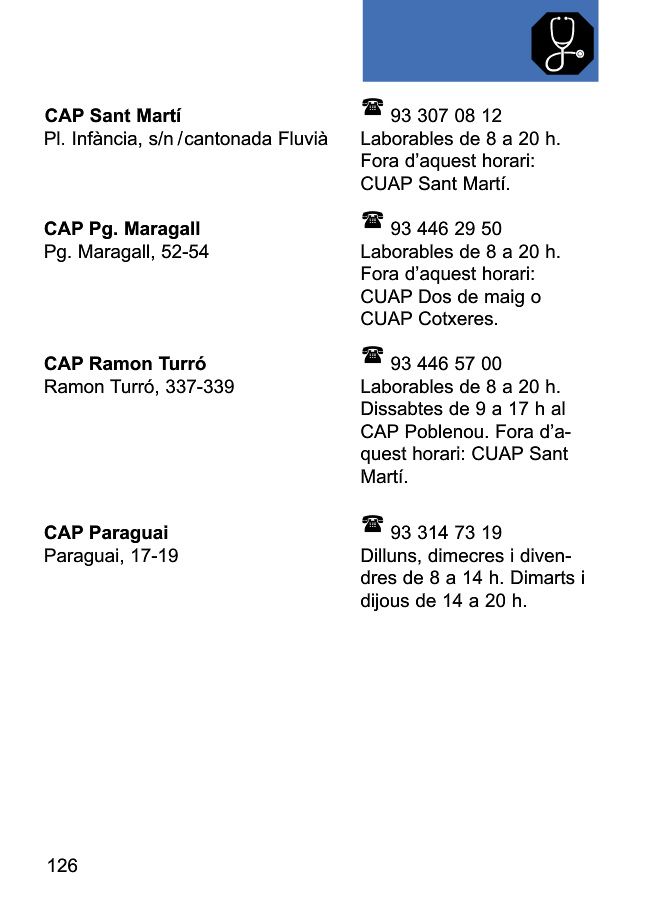 CAP Sant Martí
Pl. Infància, s/n /cantonada Fluvià
☎ 93 307 08 12
Laborables de 8 a 20 h.
Fora d’aquest horari:
CUAP Sant Martí.
CAP Pg. Maragall
Pg. Maragall, 52-54
☎ 93 446 29 50
Laborables de 8 a 20 h.
Fora d’aquest horari:
CUAP Dos de maig o
CUAP Cotxeres.
CAP Ramon Turró
Ramon Turró, 337-339
☎ 93 446 57 00
Laborables de 8 a 20 h.
Dissabtes de 9 a 17 h al
CAP Poblenou. Fora d’a-
quest horari: CUAP Sant
Martí.
CAP Paraguai
Paraguai, 17-19
☎ 93 314 73 19
Dilluns, dimecres i diven-
dres de 8 a 14 h. Dimarts i
dijous de 14 a 20 h.
126